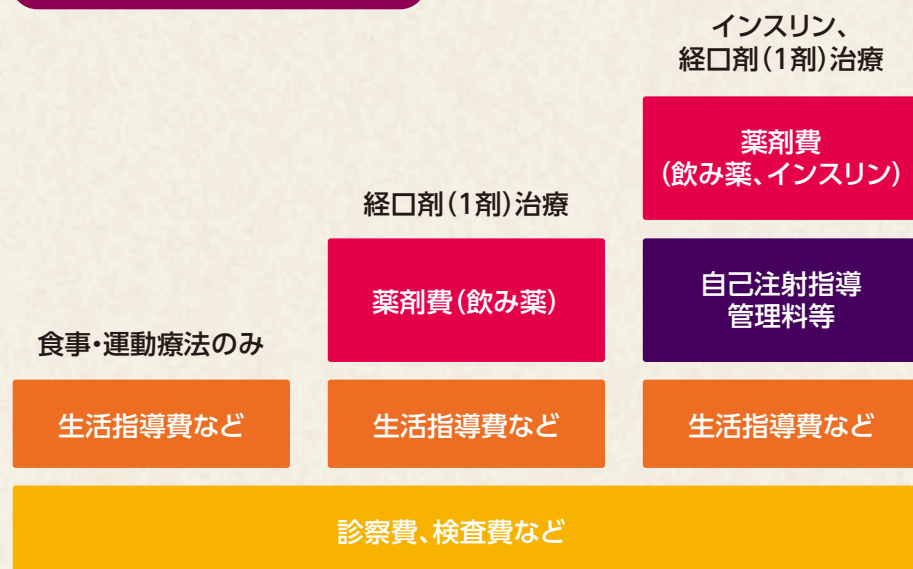 インスリン、
経口剤(1剤)治療
薬剤費
(飲み薬、インスリン)
経口剤(1剤)治療
薬剤費(飲み薬)
自己注射指導
管理料等
食事・運動療法のみ
生活指導費など
生活指導費など
生活指導費など
診察費、検査費など